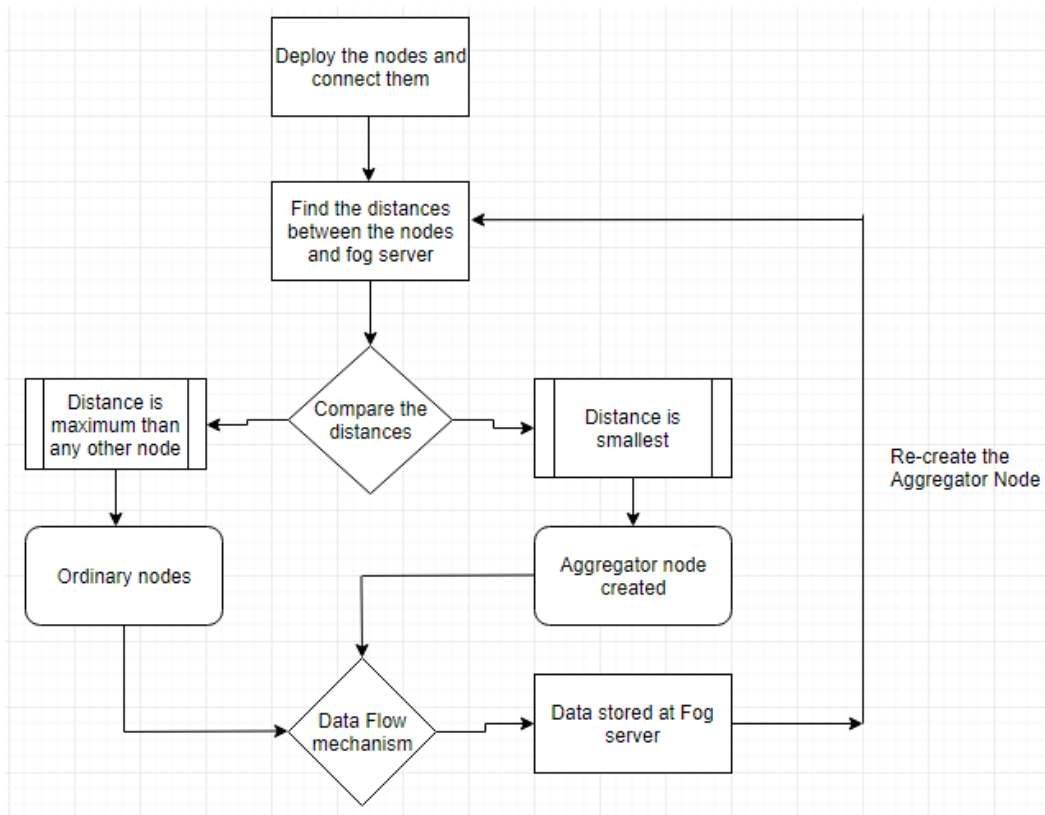 Deploy the nodes and
connect them
Find the distances
between the nodes
and fog server
Compare the
distances
Distance is
maximum than
any other node
Distance is
smallest
Re-create the
Aggregator Node
Ordinary nodes
Aggregator node
created
Data Flow
mechanism
Data stored at Fog
server